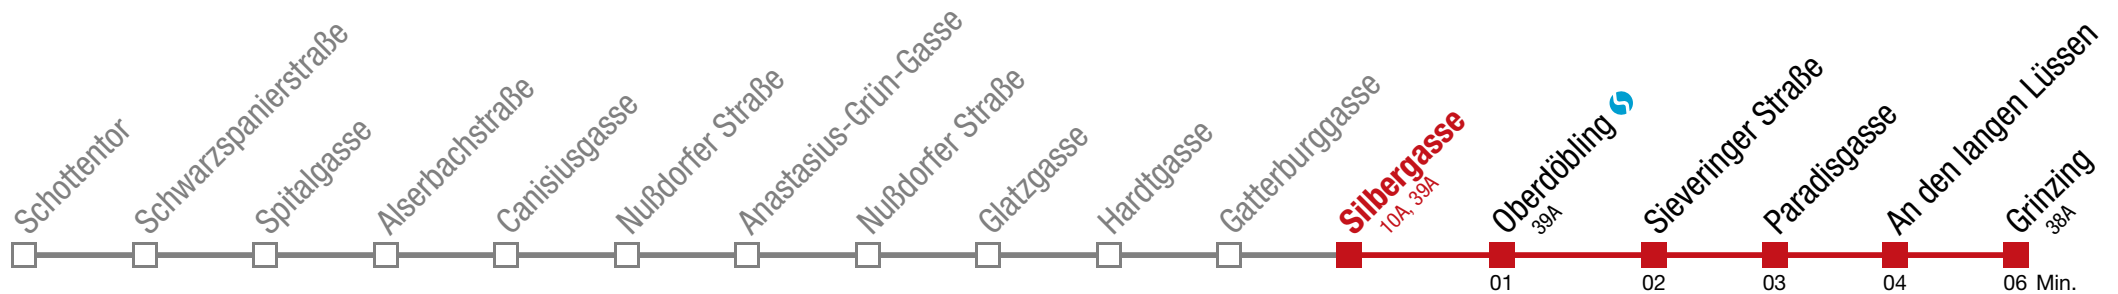 Schottentor
Schwarzspanierstraße
Spitalgasse
Alserbachstraße
Canisiusgasse
Nußdorfer Straße
Anastasius-Grün-Gasse
Nußdorfer Straße
Glatzgasse
Hardtgasse
Gatterburggasse
Silbergasse
10A, 39A
Oberdöbling
39A
Sieveringer Straße
Paradisgasse
An den langen Lüssen
Grinzing
38A
01 02 03 04 06 Min.